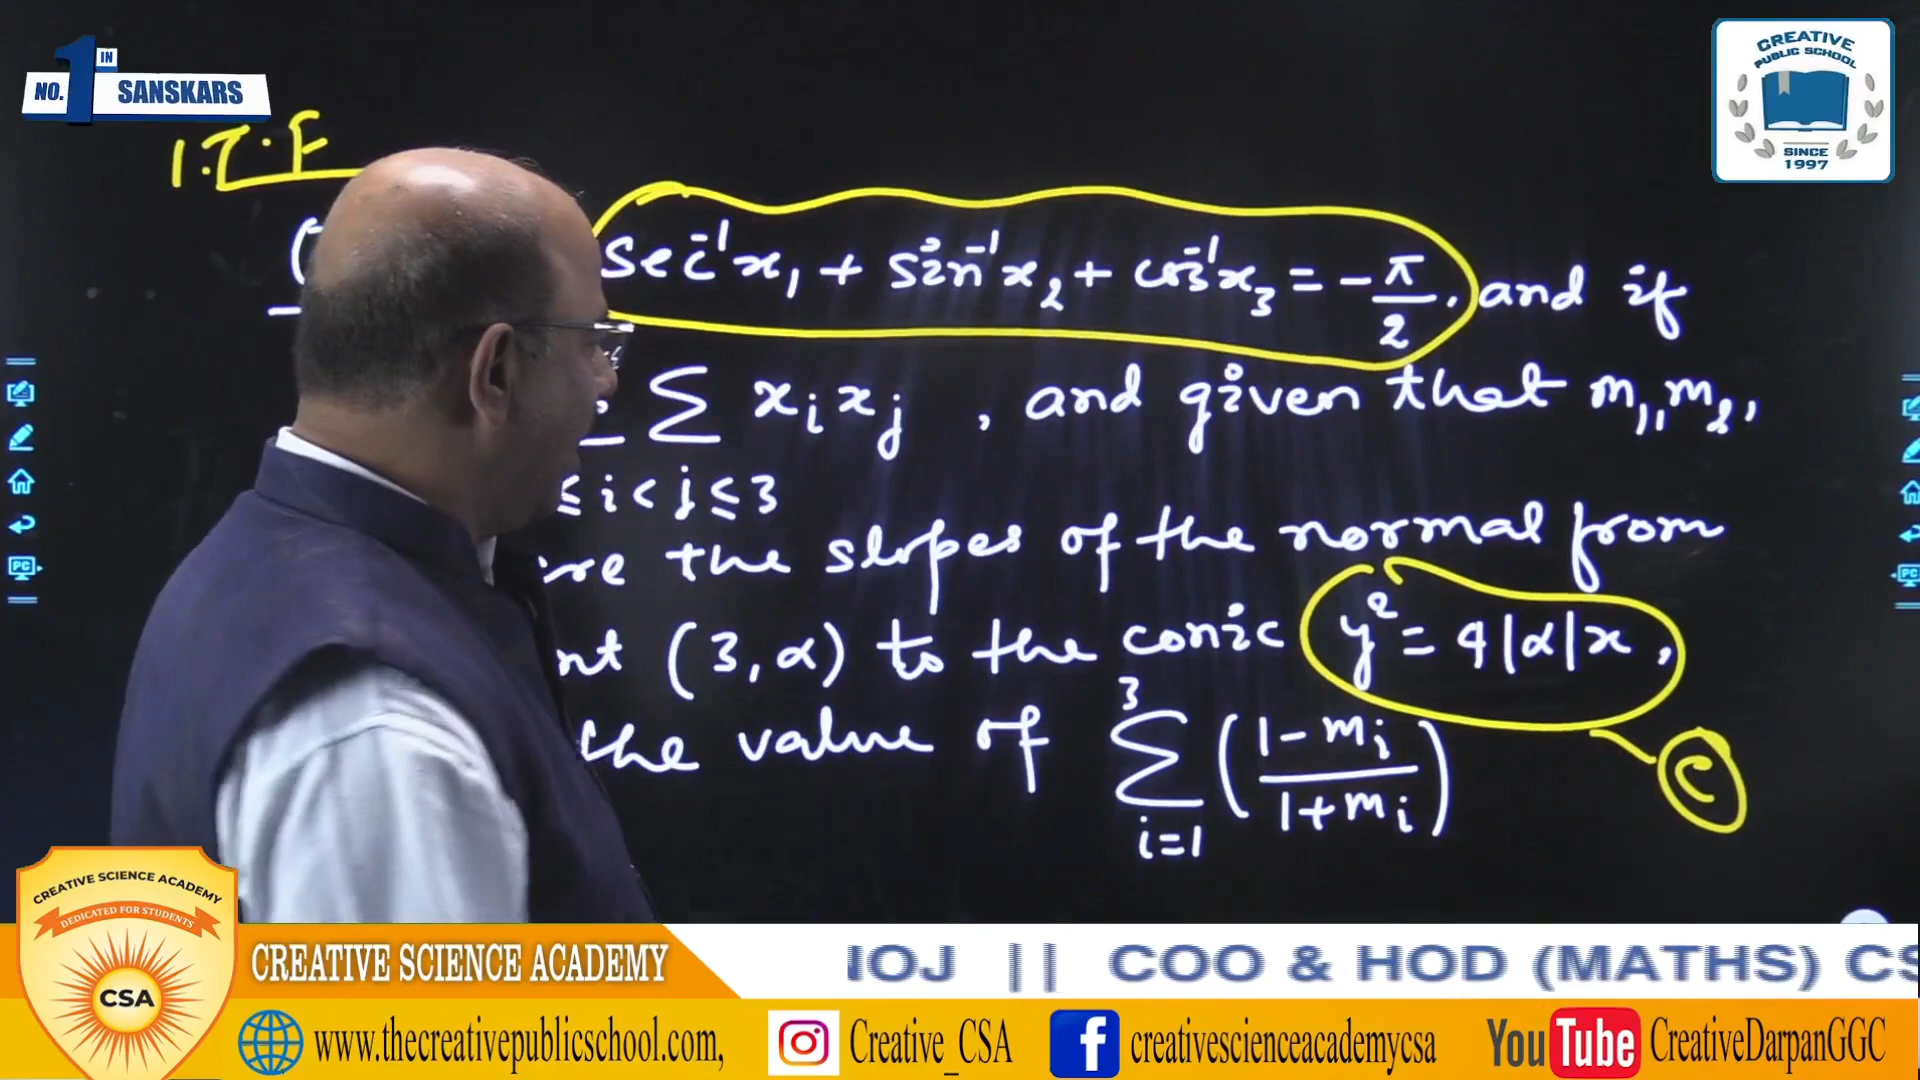 NO. 1 IN SANSKARS
CREATIVE PUBLIC SCHOOL
SINCE 1997
I.T.F
sec⁻¹x₁ + sin⁻¹x₂ + cos⁻¹x₃ = -π/2, and if
Σ xᵢxⱼ , and given that m₁, m₂,
≤ i < j ≤ 3
the slopes of the normal from
(3, α) to the conic y² = 4|α|x,
the value of Σ³ᵢ₌₁ ((1-mᵢ)/(1+mᵢ))
C
PC
PC
CREATIVE SCIENCE ACADEMY
DEDICATED FOR STUDENTS
CSA
CREATIVE SCIENCE ACADEMY
IOJ || COO & HOD (MATHS) CS
www.thecreativepublicschool.com, Creative_CSA creativescienceacademycsa YouTube CreativeDarpanGGC